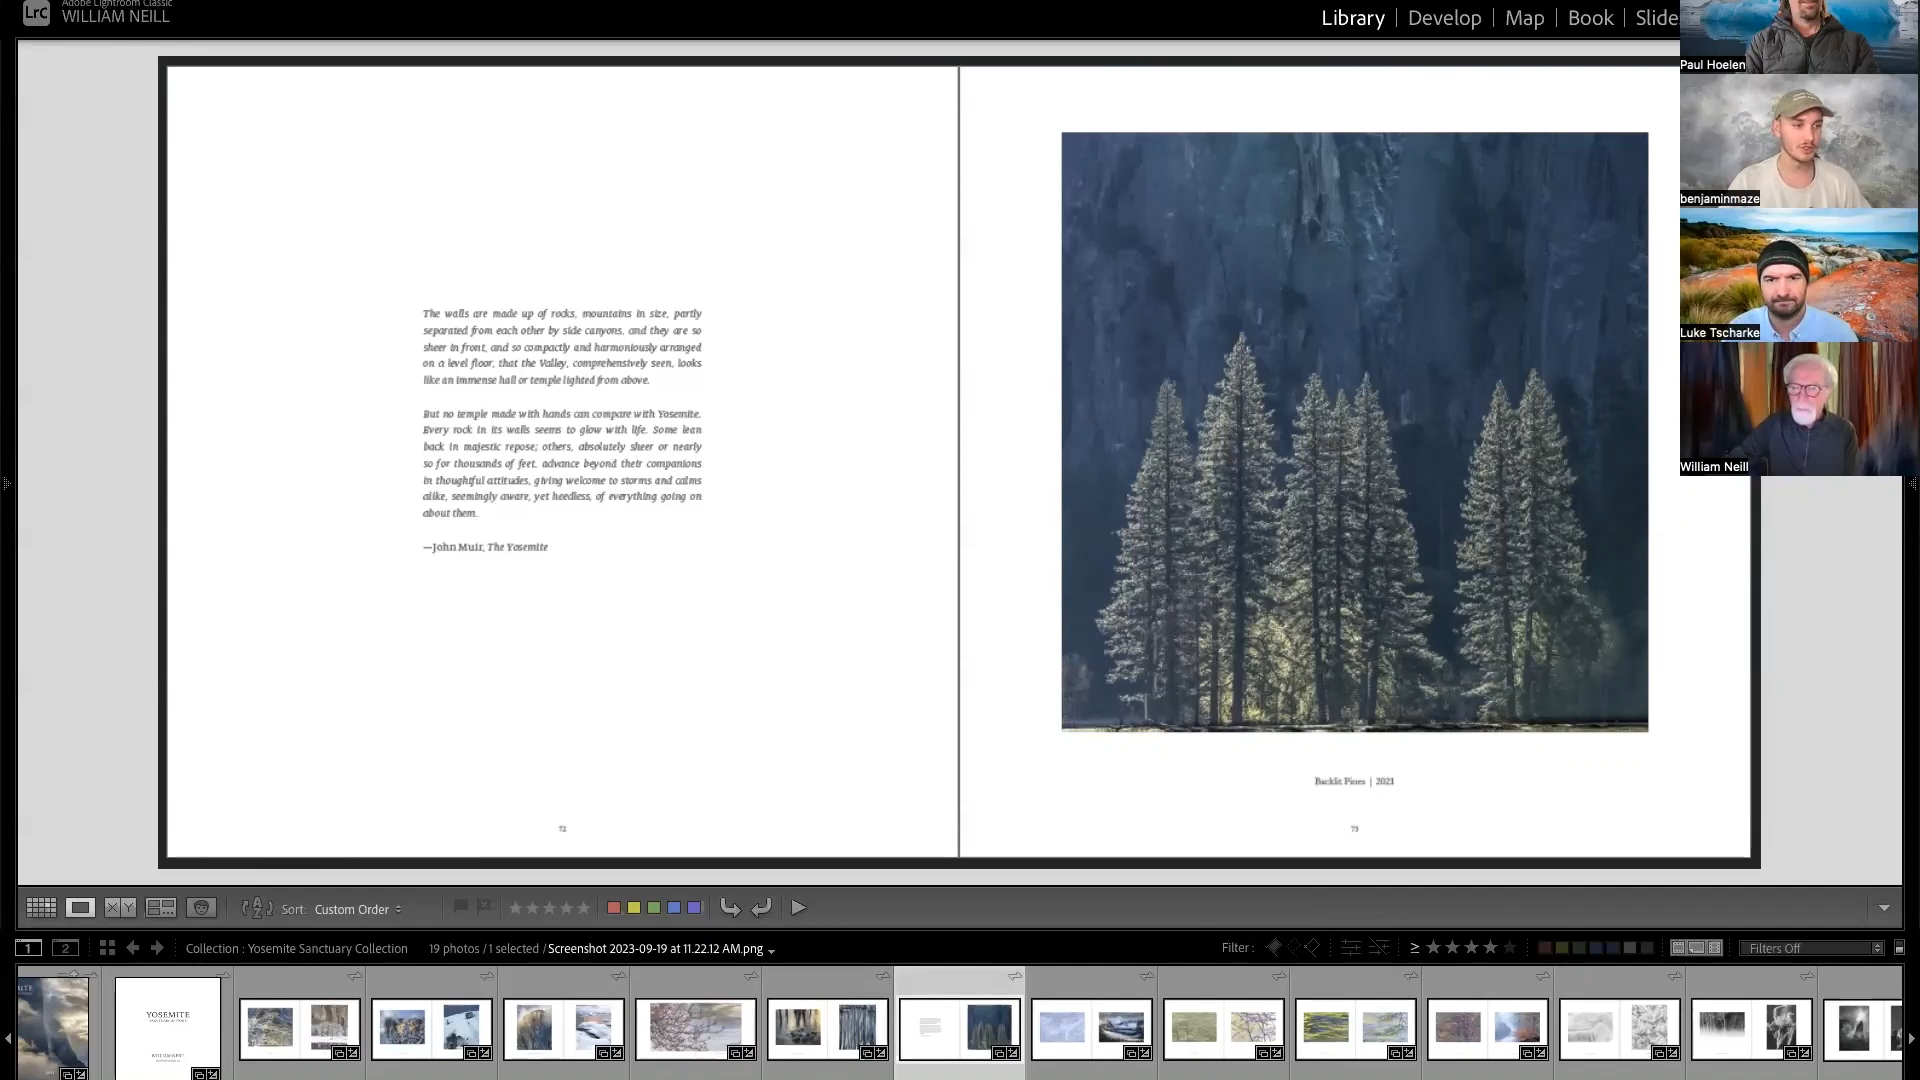 Lrc
Adobe Lightroom Classic
WILLIAM NEILL
Library | Develop | Map | Book | Slide
Paul Hoelen
benjaminmaze
Luke Tscharke
William Neill
The walls are made up of rocks, mountains in size, partly
separated from each other by side canyons, and they are so
sheer in front, and so compactly and harmoniously arranged
on a level floor, that the Valley, comprehensively seen, looks
like an immense hall or temple lighted from above.
But no temple made with hands can compare with Yosemite.
Every rock in its walls seems to glow with life. Some lean
back in majestic repose; others, absolutely sheer or nearly
so for thousands of feet, advance beyond their companions
in thoughtful attitudes, giving welcome to storms and calms
alike, seemingly aware, yet heedless, of everything going on
about them.
—John Muir, The Yosemite
Backlit Pines | 2021
72
73
Sort: Custom Order
1
2
Collection : Yosemite Sanctuary Collection
19 photos / 1 selected / Screenshot 2023-09-19 at 11.22.12 AM.png
Filter :
≥
Filters Off
YOSEMITE